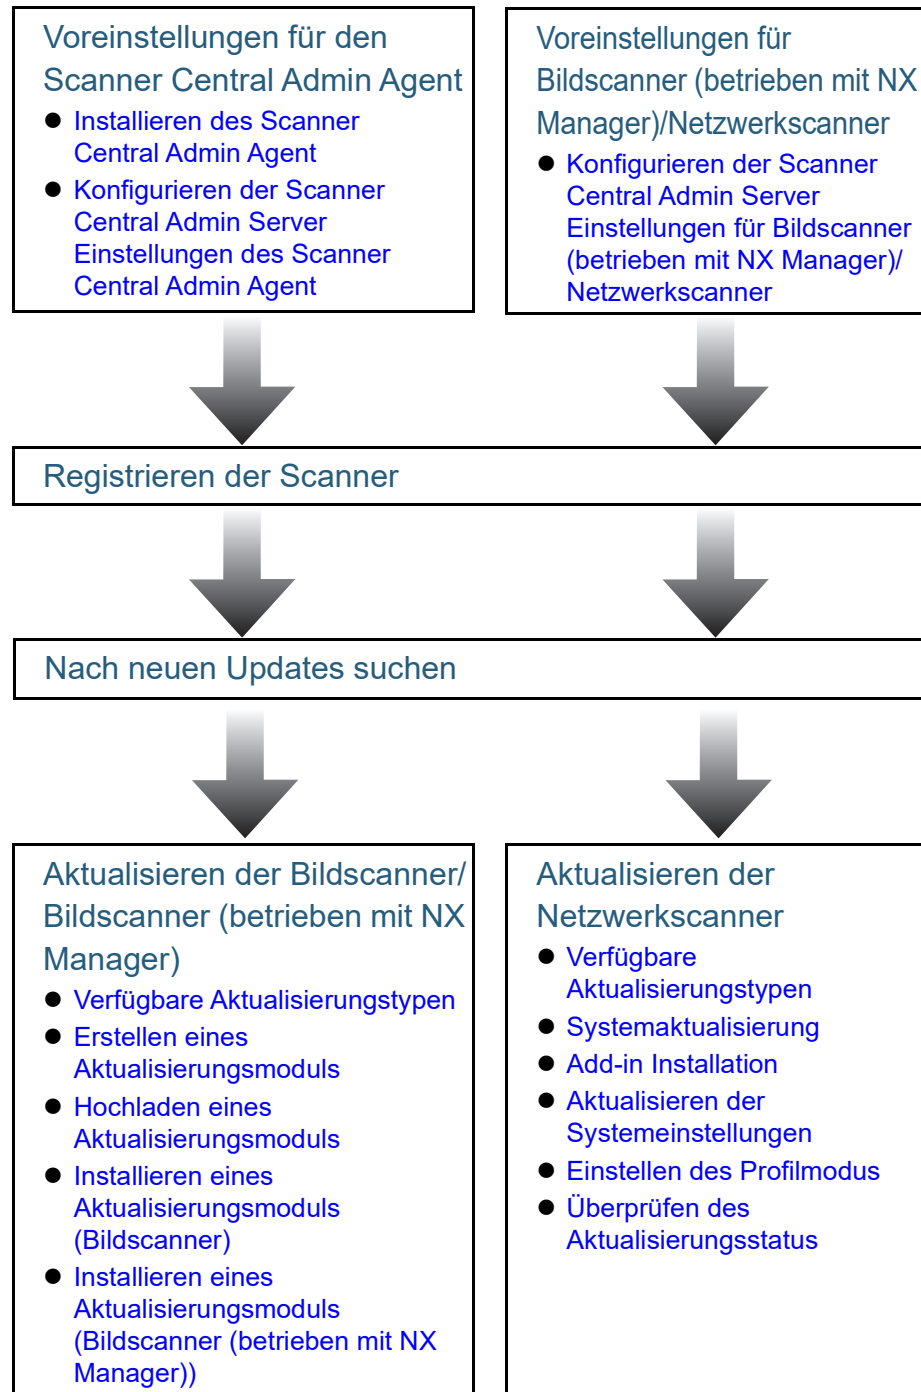 Voreinstellungen für den
Scanner Central Admin Agent
● Installieren des Scanner
Central Admin Agent
● Konfigurieren der Scanner
Central Admin Server
Einstellungen des Scanner
Central Admin Agent
Voreinstellungen für
Bildscanner (betrieben mit NX
Manager)/Netzwerkscanner
● Konfigurieren der Scanner
Central Admin Server
Einstellungen für Bildscanner
(betrieben mit NX Manager)/
Netzwerkscanner
Registrieren der Scanner
Nach neuen Updates suchen
Aktualisieren der Bildscanner/
Bildscanner (betrieben mit NX
Manager)
● Verfügbare Aktualisierungstypen
● Erstellen eines
Aktualisierungsmoduls
● Hochladen eines
Aktualisierungsmoduls
● Installieren eines
Aktualisierungsmoduls
(Bildscanner)
● Installieren eines
Aktualisierungsmoduls
(Bildscanner (betrieben mit NX
Manager))
Aktualisieren der
Netzwerkscanner
● Verfügbare
Aktualisierungstypen
● Systemaktualisierung
● Add-in Installation
● Aktualisieren der
Systemeinstellungen
● Einstellen des Profilmodus
● Überprüfen des
Aktualisierungsstatus